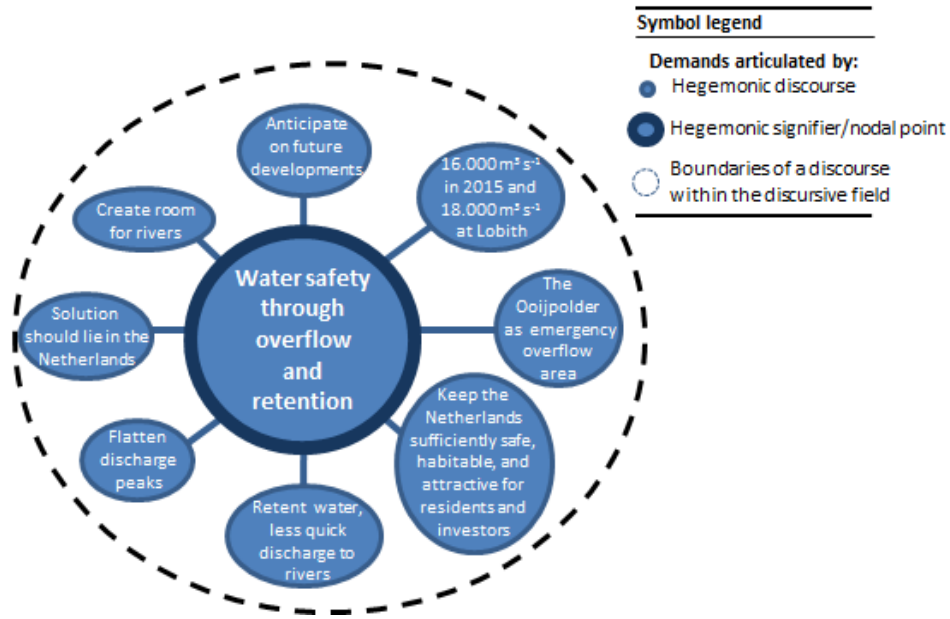 Symbol legend
Demands articulated by:
Hegemonic discourse
Hegemonic signifier/nodal point
Boundaries of a discourse
within the discursive field
Anticipate
on future
developments
16.000 m³ s⁻¹
in 2015 and
18.000 m³ s⁻¹
at Lobith
Create room
for rivers
Water safety
through
overflow
and
retention
The
Ooijpolder
as emergency
overflow
area
Solution
should lie in the
Netherlands
Keep the
Netherlands
sufficiently safe,
habitable, and
attractive for
residents and
investors
Flatten
discharge
peaks
Retent water,
less quick
discharge to
rivers